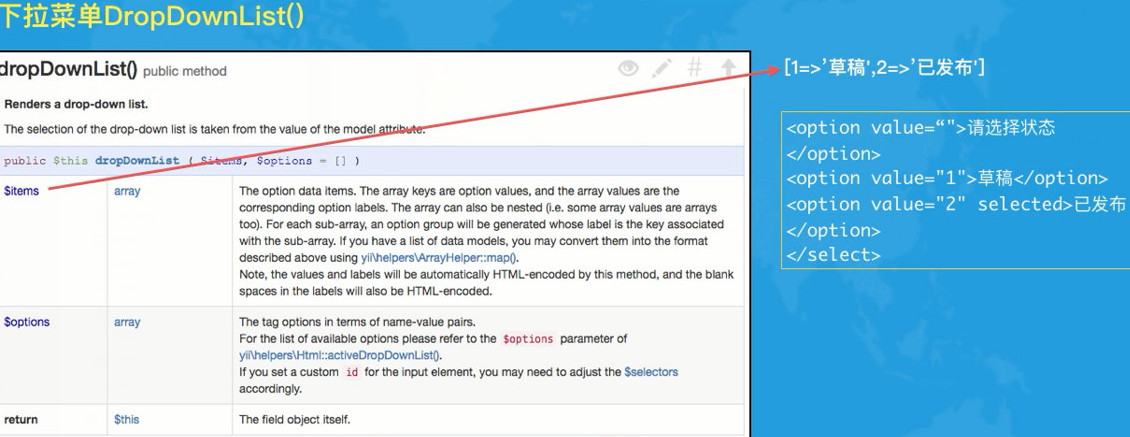 下拉菜单DropDownList()
dropDownList() public method
Renders a drop-down list.
The selection of the drop-down list is taken from the value of the model attribute.
public $this dropDownList ( $items, $options = [] )
$items array The option data items. The array keys are option values, and the array values are the
corresponding option labels. The array can also be nested (i.e. some array values are arrays
too). For each sub-array, an option group will be generated whose label is the key associated
with the sub-array. If you have a list of data models, you may convert them into the format
described above using yii\helpers\ArrayHelper::map().
Note, the values and labels will be automatically HTML-encoded by this method, and the blank
spaces in the labels will also be HTML-encoded.
$options array The tag options in terms of name-value pairs.
For the list of available options please refer to the $options parameter of
yii\helpers\Html::activeDropDownList().
If you set a custom id for the input element, you may need to adjust the $selectors
accordingly.
return $this The field object itself.
[1=>’草稿',2=>’已发布']
<option value=“">请选择状态
</option>
<option value="1">草稿</option>
<option value="2" selected>已发布
</option>
</select>